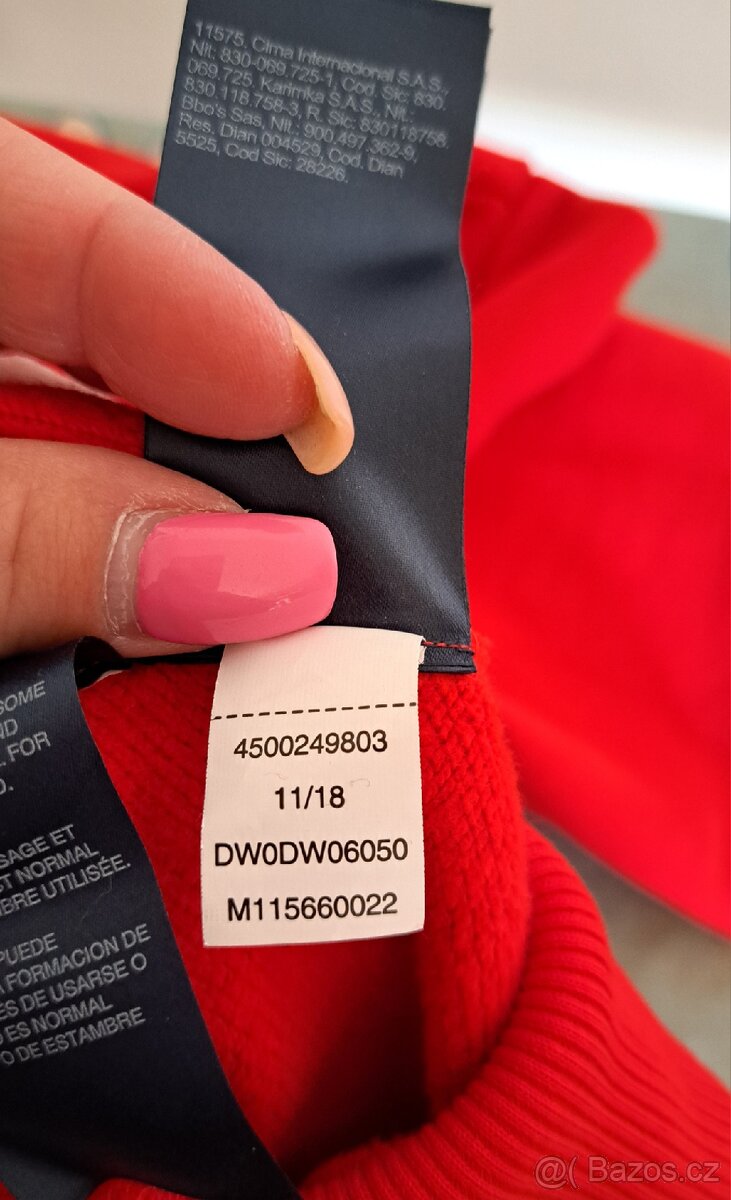 11575. Cima Internacional S.A.S.,
Nit: 830-069.725-1, Cod. Sic: 830.
069.725. Karimka S.A.S., Nit.:
830.118.758-3, R. Sic: 830118758
Bbo's Sas, Nit.: 900.497.362-9,
Res. Dian 004529, Cod. Dian
5525, Cod Sic: 28226.
4500249803
11/18
DW0DW06050
M115660022
SOME
ND
FOR
D.
SAGE ET
ST NORMAL
BRE UTILISÉE.
PUEDE
A FORMACION DE
ES DE USARSE O
O ES NORMAL
O DE ESTAMBRE
@( Bazos.cz